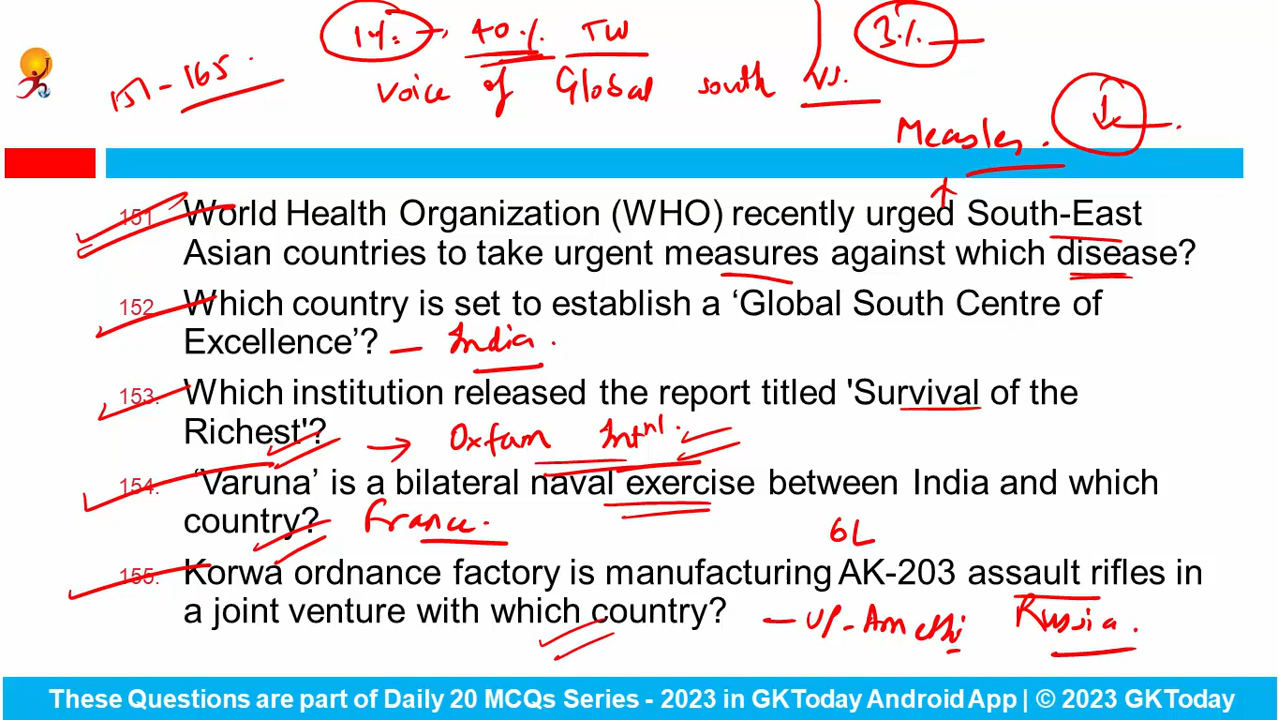 1%. 40% TW 3%.
151 - 165.
voice of Global south vs.
Measles.
151. World Health Organization (WHO) recently urged South-East
Asian countries to take urgent measures against which disease?
152. Which country is set to establish a ‘Global South Centre of
Excellence’? - India.
153. Which institution released the report titled 'Survival of the
Richest'? → Oxfam Intnl.
154. ‘Varuna’ is a bilateral naval exercise between India and which
country? France.
6L
155. Korwa ordnance factory is manufacturing AK-203 assault rifles in
a joint venture with which country? - UP - Amethi Russia.
These Questions are part of Daily 20 MCQs Series - 2023 in GKToday Android App | © 2023 GKToday